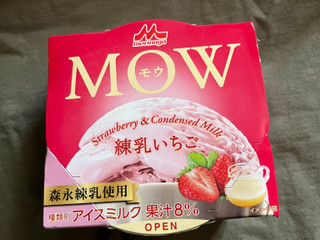 morinaga
MOW
モウ
Strawberry & Condensed Milk
練乳いちご
森永練乳使用
種類別 アイスミルク 果汁8%
OPEN